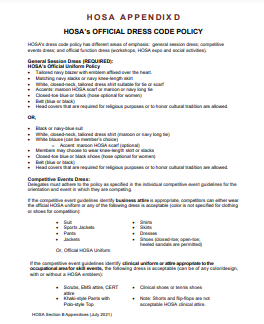 HOSA APPENDIX D
HOSA's OFFICIAL DRESS CODE POLICY
HOSA's dress code policy has different areas of emphasis; general session dress; competitive
events dress; and official function dress (workshops, HOSA expo and social activities).
General Session Dress (REQUIRED):
HOSA's Official Uniform Policy
• Tailored navy blazer with emblem affixed over the heart.
• Matching navy slacks or navy knee-length skirt
• White, closed-neck, tailored dress shirt suitable for tie or scarf
• Accents: maroon HOSA scarf or maroon or navy long tie
• Closed-toe blue or black (hose optional for women)
• Belt (blue or black)
• Head covers that are required for religious purposes or to honor cultural tradition are allowed.
OR,
• Black or navy-blue suit
• White, closed-neck, tailored dress shirt (maroon or navy long tie)
• White blouse (can be member's choice)
○ Accent: maroon HOSA scarf (optional)
• Members may choose to wear knee-length skirt or slacks
• Closed-toe blue or black shoes (hose optional for women)
• Belt (blue or black)
• Head covers that are required for religious purposes or to honor cultural tradition are allowed.
Competitive Events Dress:
Delegates must adhere to the policy as specified in the individual competitive event guidelines for the
orientation and event in which they are competing.
If the competitive event guidelines identify business attire is appropriate, competitors can either wear
the official HOSA uniform or any of the following dress is acceptable (color is not specified for clothing
or shoes for competition):
• Suit
• Sports Jackets
• Pants
• Jackets
Or, Official HOSA Uniform
• Shirts
• Skirts
• Dresses
• Shoes (closed-toe; open-toe;
heeled sandals are permitted)
If the competitive event guidelines identify clinical uniform or attire appropriate to the
occupational area for skill events, the following dress is acceptable (can be of any color/design,
with or without a HOSA emblem):
• Scrubs, EMS attire, CERT
attire
• Khaki-style Pants with
Polo-style Top
• Clinical shoes or tennis shoes
• Note: Shorts and flip-flops are not
acceptable HOSA clinical attire.
HOSA Section B Appendices (July 2021)